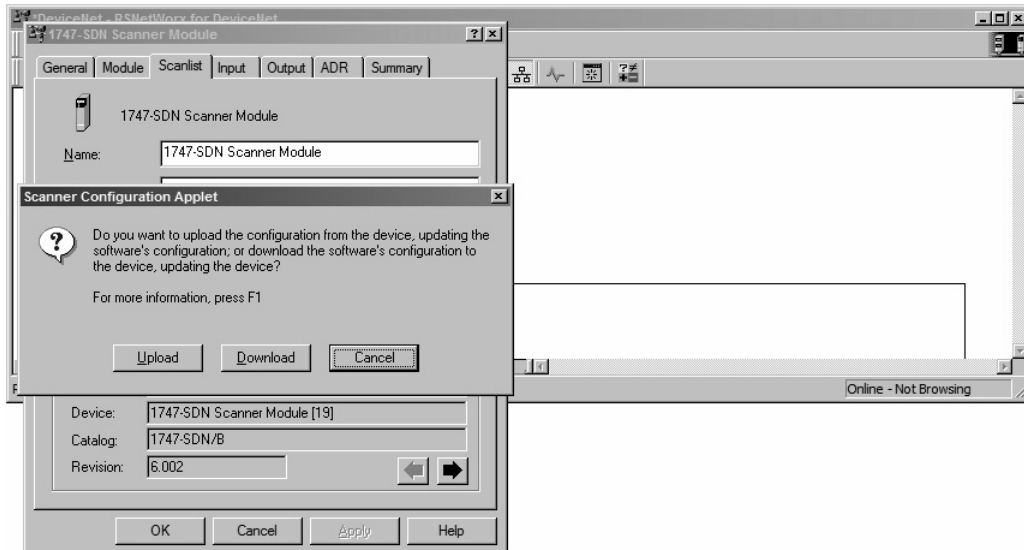 *DeviceNet - RSNetWorx for DeviceNet
1747-SDN Scanner Module
General Module Scanlist Input Output ADR Summary
1747-SDN Scanner Module
Name: 1747-SDN Scanner Module
Scanner Configuration Applet
Do you want to upload the configuration from the device, updating the
software's configuration; or download the software's configuration to
the device, updating the device?
For more information, press F1
Upload Download Cancel
Online - Not Browsing
Device: 1747-SDN Scanner Module [19]
Catalog: 1747-SDN/B
Revision: 6.002
OK Cancel Apply Help